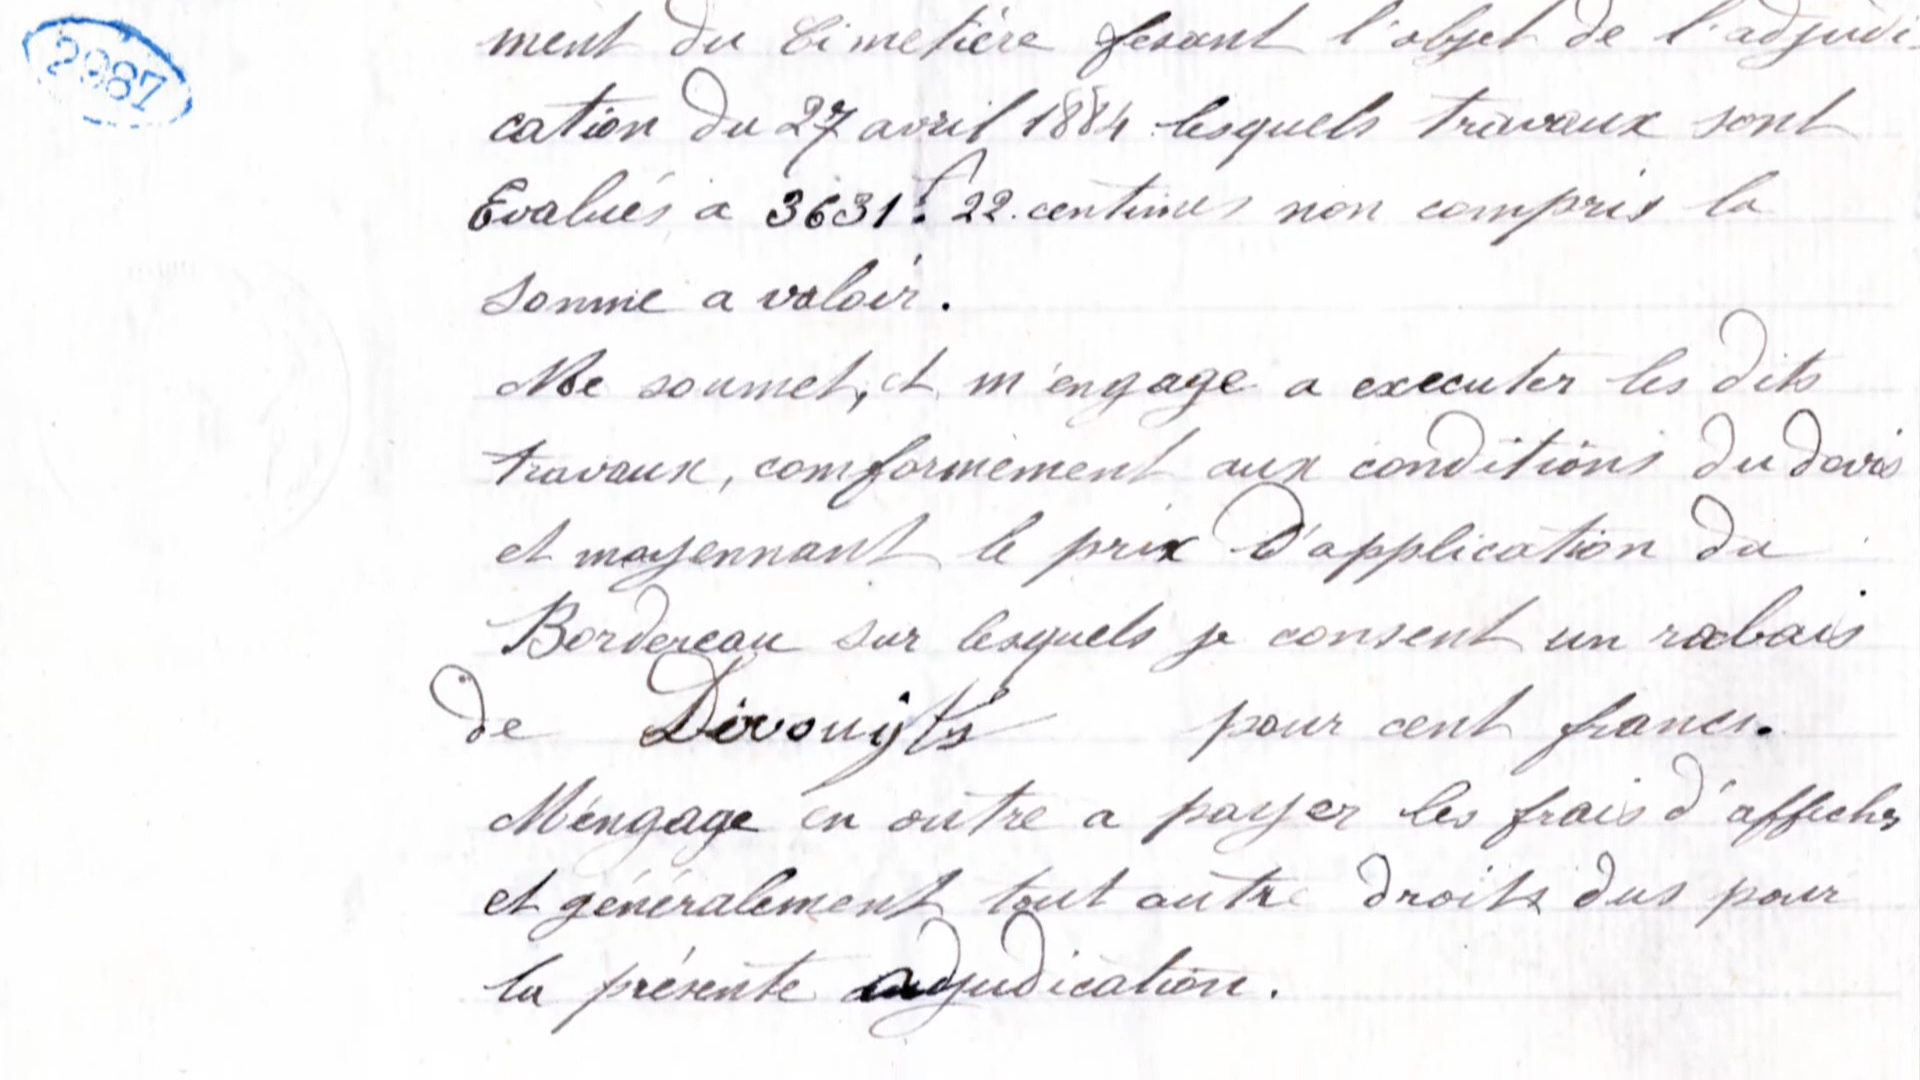 2987
ment du Cimetière fesant l'objet de l'adjudi-
cation du 27 avril 1884 lesquels travaux sont
Evalués a 3631f. 22 centimes non compris la
somme a valoir.
Me soumet, et m'engage a executer les dits
travaux, comformément aux conditions du devis
et moyennant le prix d'application du
Bordereau sur lesquels je consent un rabais
de pour cent francs.
M'engage en outre a payer les frais d'affiches
et généralement tout autre droits dus pour
la présente adjudication.